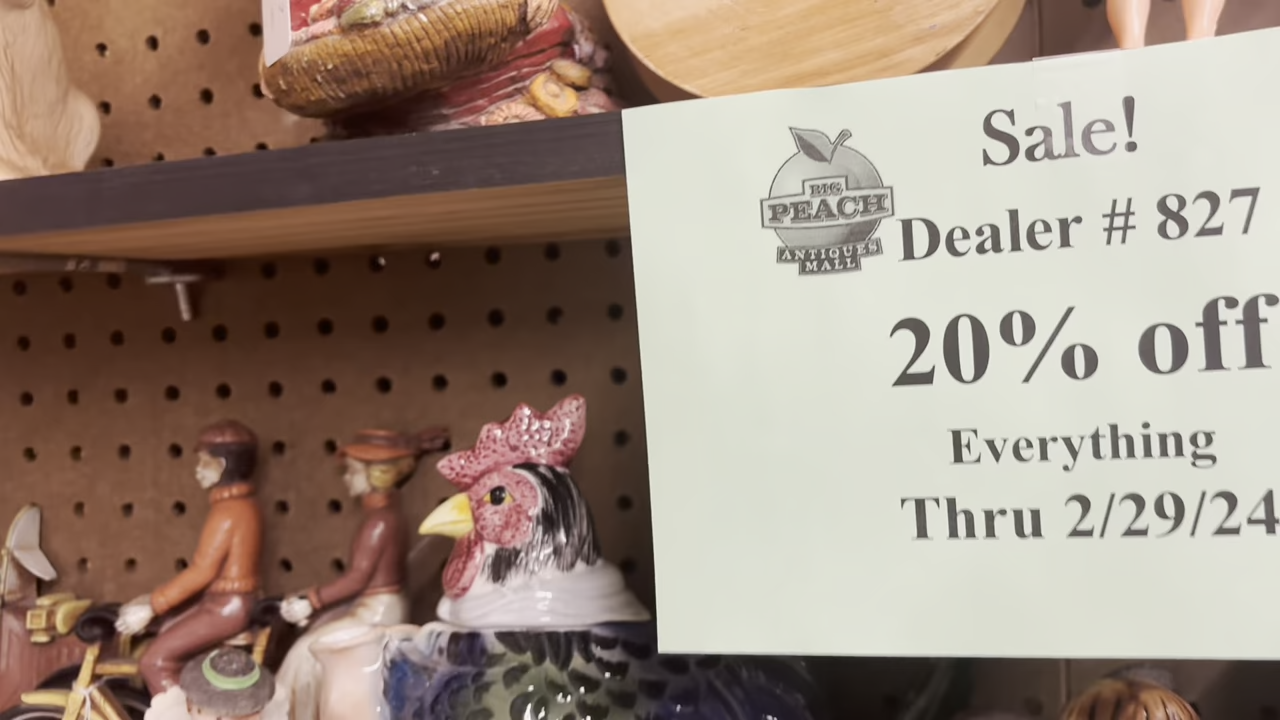 Sale!
BIG
PEACH
ANTIQUES
MALL
Dealer # 827
20% off
Everything
Thru 2/29/24